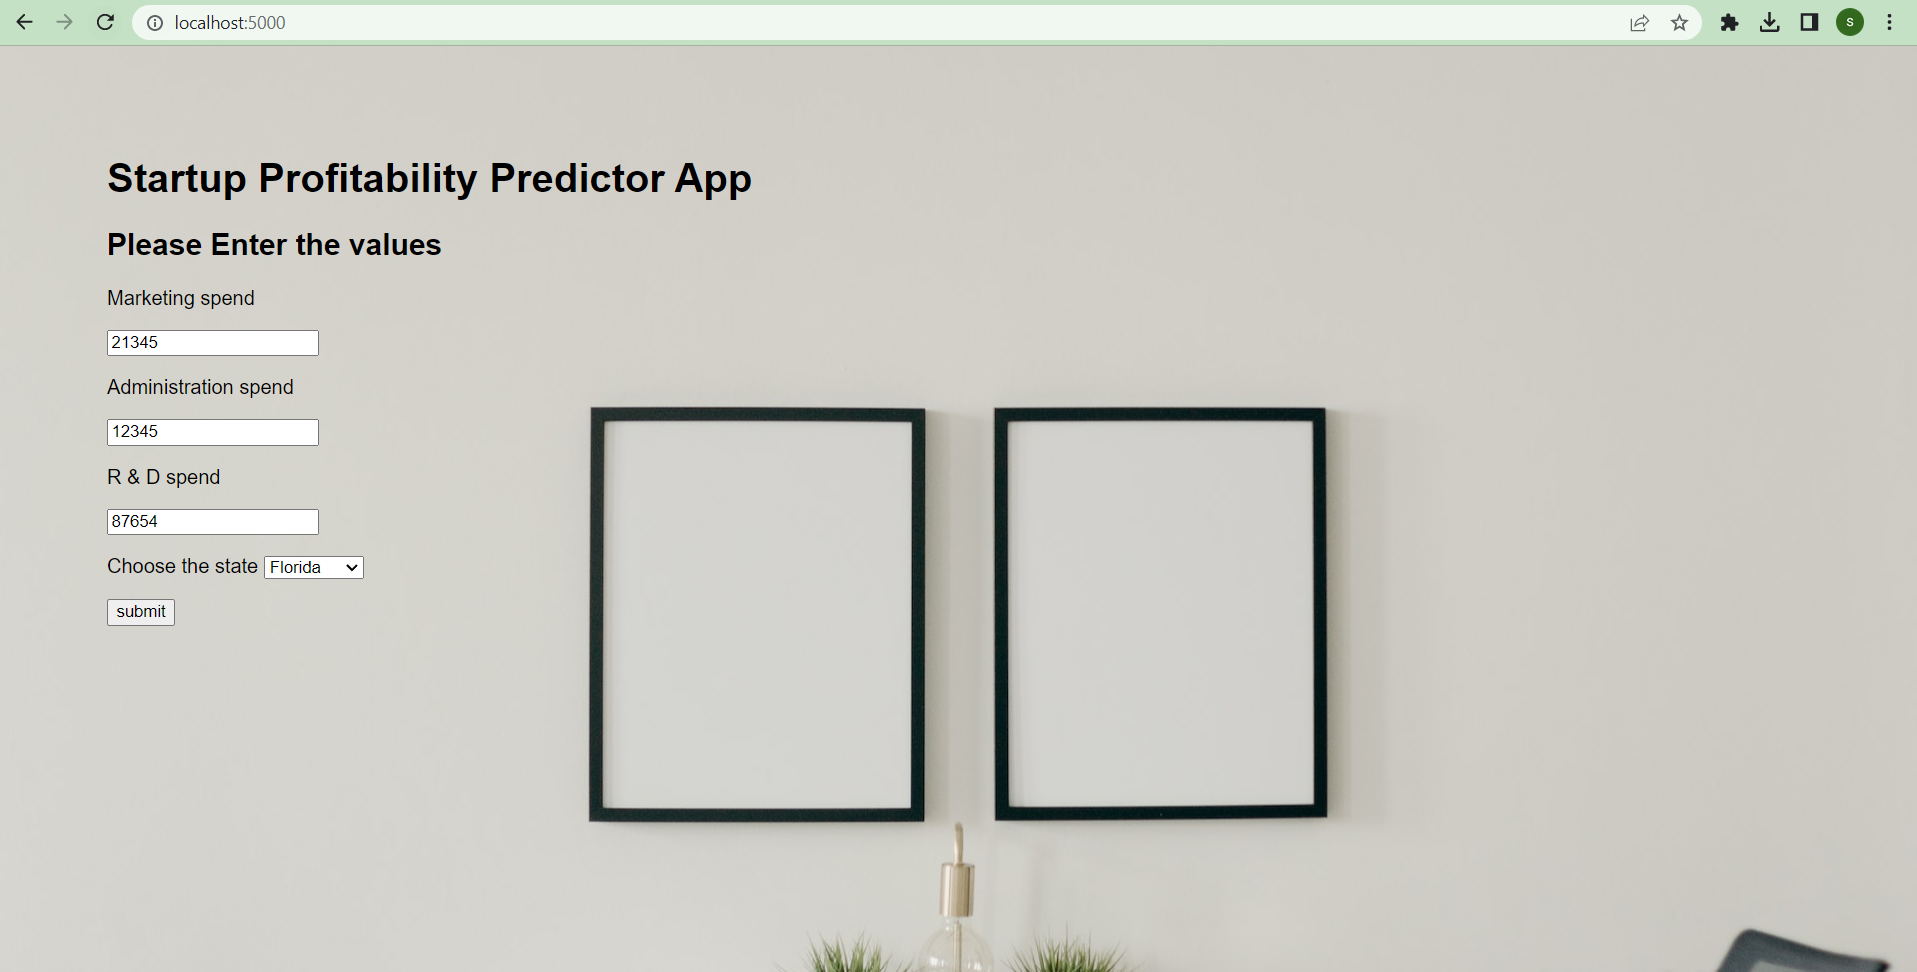 localhost:5000
S
Startup Profitability Predictor App
Please Enter the values
Marketing spend
21345
Administration spend
12345
R & D spend
87654
Choose the state Florida
submit